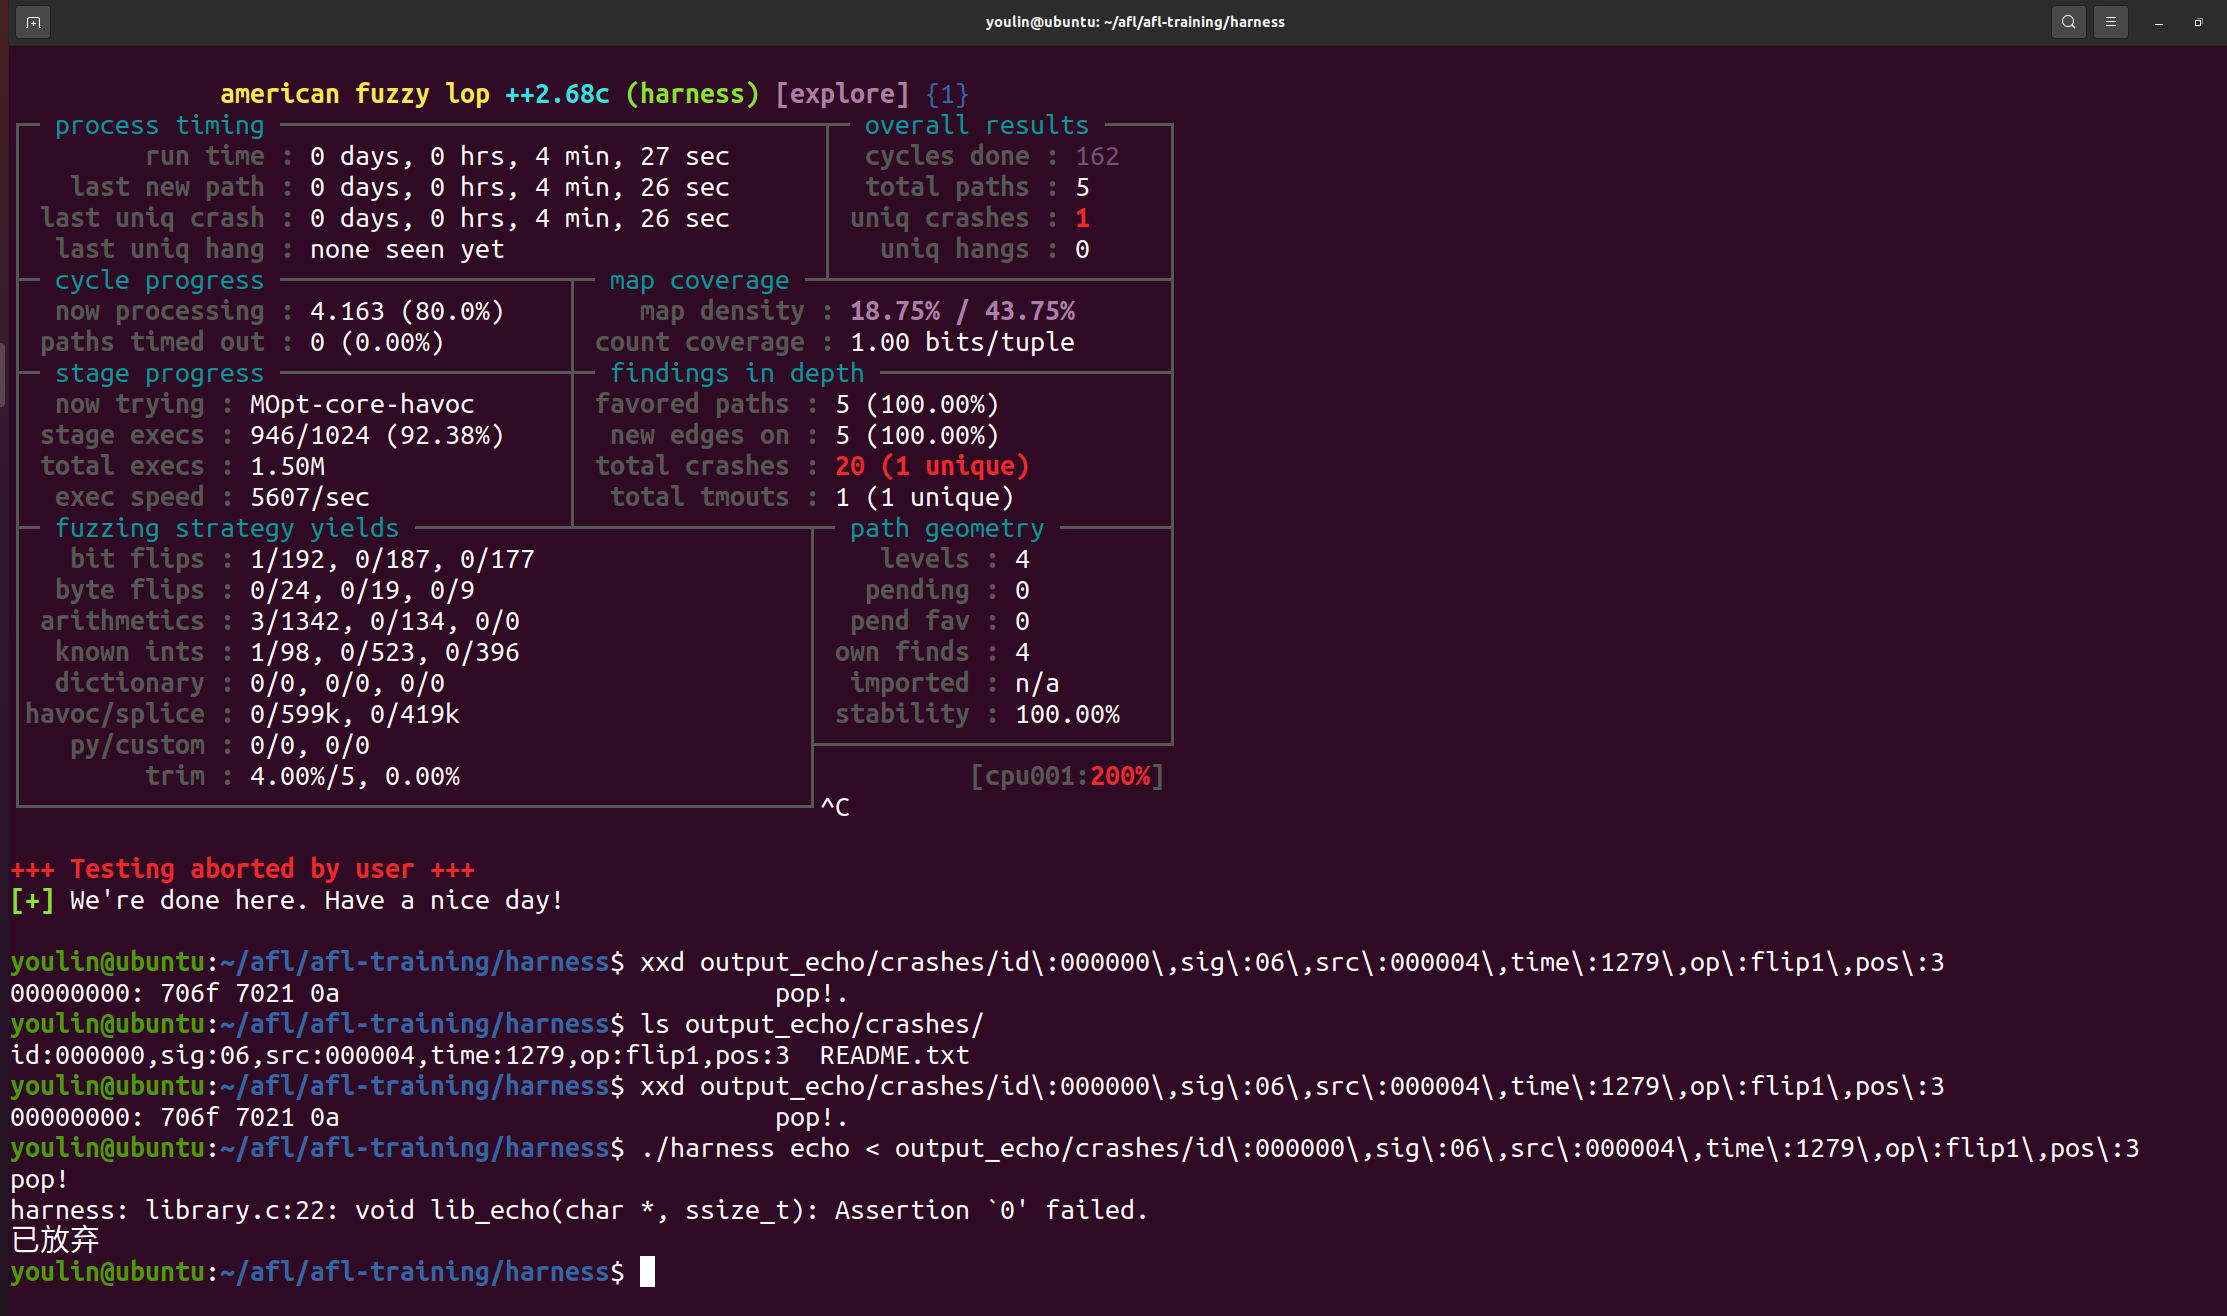 youlin@ubuntu: ~/afl/afl-training/harness
american fuzzy lop ++2.68c (harness) [explore] {1}
process timing
overall results
run time : 0 days, 0 hrs, 4 min, 27 sec
cycles done : 162
last new path : 0 days, 0 hrs, 4 min, 26 sec
total paths : 5
last uniq crash : 0 days, 0 hrs, 4 min, 26 sec
uniq crashes : 1
last uniq hang : none seen yet
uniq hangs : 0
cycle progress
map coverage
now processing : 4.163 (80.0%)
map density : 18.75% / 43.75%
paths timed out : 0 (0.00%)
count coverage : 1.00 bits/tuple
stage progress
findings in depth
now trying : MOpt-core-havoc
favored paths : 5 (100.00%)
stage execs : 946/1024 (92.38%)
new edges on : 5 (100.00%)
total execs : 1.50M
total crashes : 20 (1 unique)
exec speed : 5607/sec
total tmouts : 1 (1 unique)
fuzzing strategy yields
path geometry
bit flips : 1/192, 0/187, 0/177
levels : 4
byte flips : 0/24, 0/19, 0/9
pending : 0
arithmetics : 3/1342, 0/134, 0/0
pend fav : 0
known ints : 1/98, 0/523, 0/396
own finds : 4
dictionary : 0/0, 0/0, 0/0
imported : n/a
havoc/splice : 0/599k, 0/419k
stability : 100.00%
py/custom : 0/0, 0/0
trim : 4.00%/5, 0.00%
[cpu001:200%]
^C
+++ Testing aborted by user +++
[+] We're done here. Have a nice day!
youlin@ubuntu:~/afl/afl-training/harness$ xxd output_echo/crashes/id\:000000\,sig\:06\,src\:000004\,time\:1279\,op\:flip1\,pos\:3
00000000: 706f 7021 0a pop!.
youlin@ubuntu:~/afl/afl-training/harness$ ls output_echo/crashes/
id:000000,sig:06,src:000004,time:1279,op:flip1,pos:3 README.txt
youlin@ubuntu:~/afl/afl-training/harness$ xxd output_echo/crashes/id\:000000\,sig\:06\,src\:000004\,time\:1279\,op\:flip1\,pos\:3
00000000: 706f 7021 0a pop!.
youlin@ubuntu:~/afl/afl-training/harness$ ./harness echo < output_echo/crashes/id\:000000\,sig\:06\,src\:000004\,time\:1279\,op\:flip1\,pos\:3
pop!
harness: library.c:22: void lib_echo(char *, ssize_t): Assertion `0' failed.
已放弃
youlin@ubuntu:~/afl/afl-training/harness$